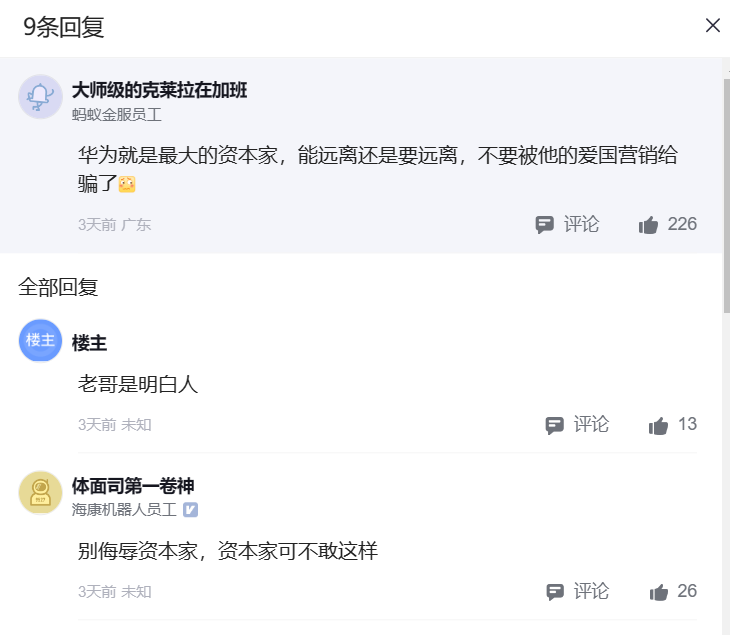 9条回复
大师级的克莱拉在加班
蚂蚁金服员工
华为就是最大的资本家，能远离还是要远离，不要被他的爱国营销给
骗了😟
3天前 广东 评论 226
全部回复
楼主 楼主
老哥是明白人
3天前 未知 评论 13
体面司第一卷神
海康机器人员工
别侮辱资本家，资本家可不敢这样
3天前 未知 评论 26